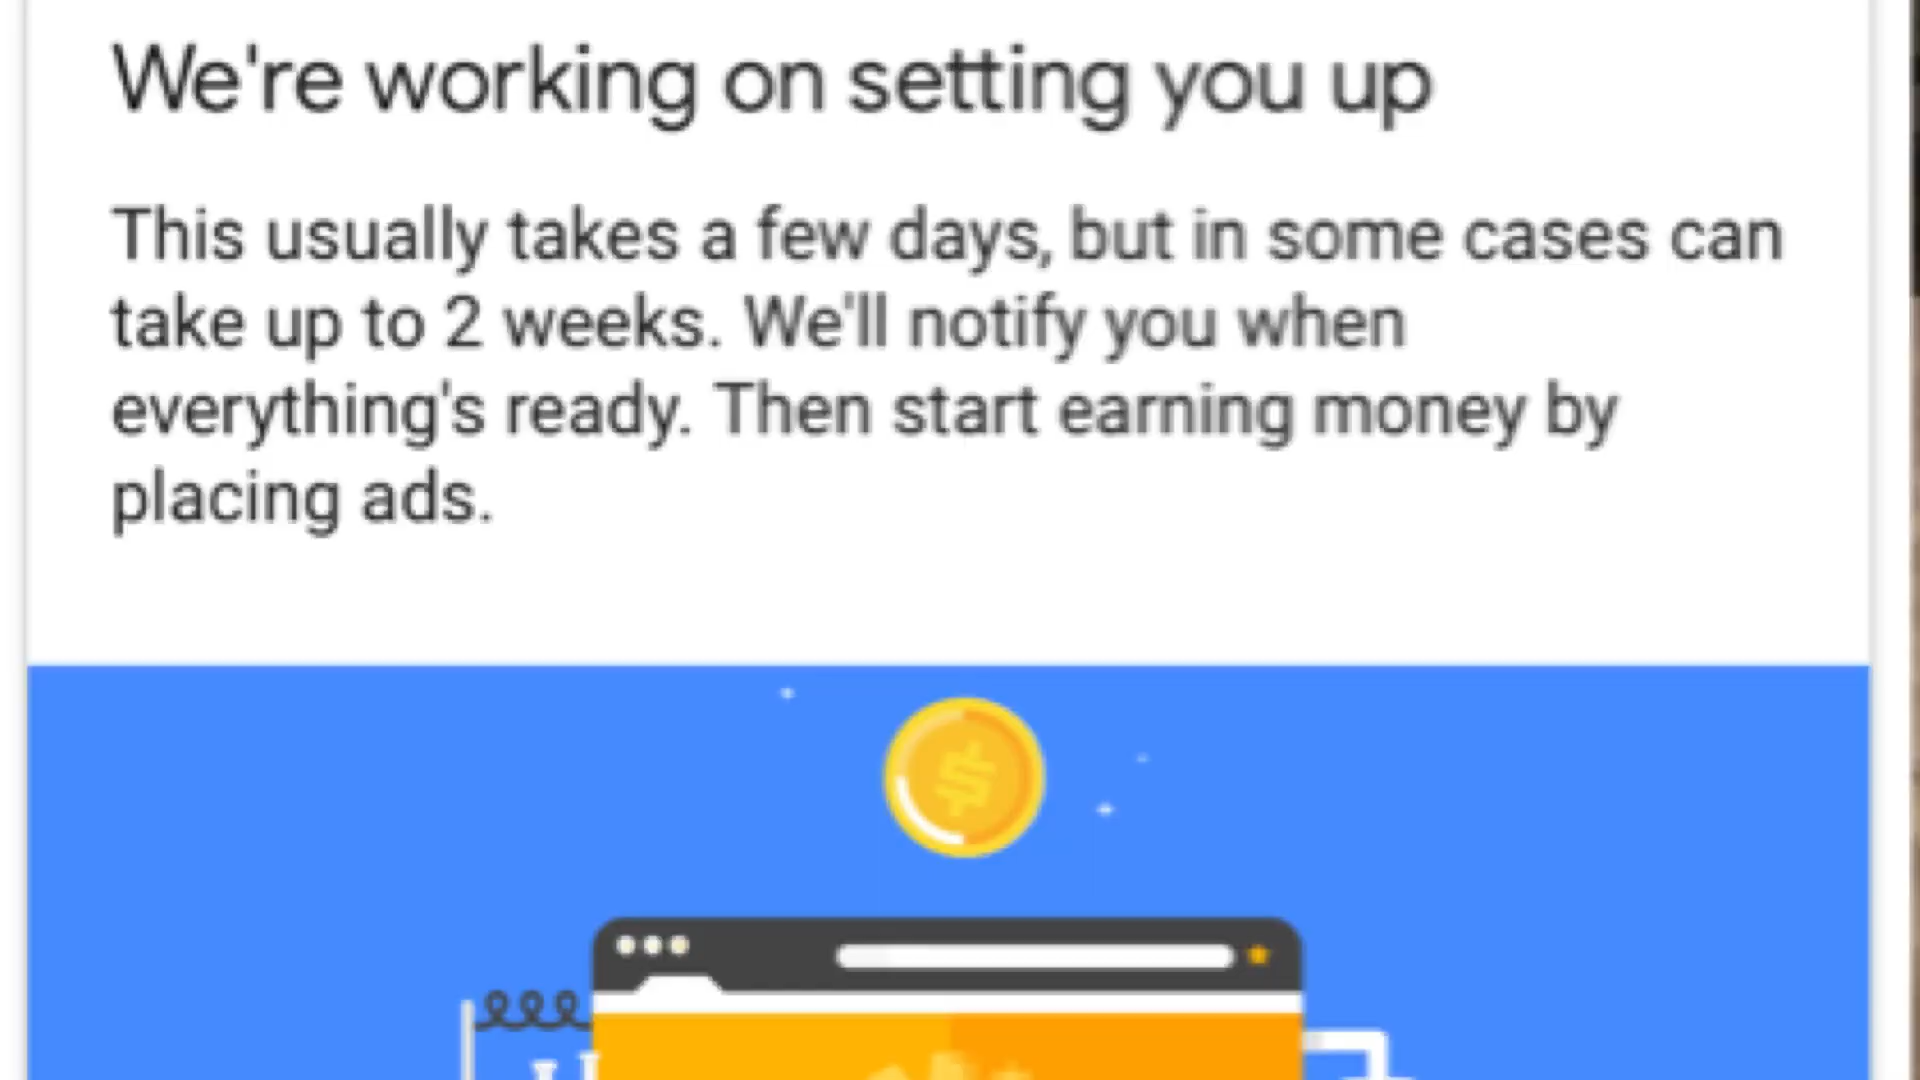 We're working on setting you up
This usually takes a few days, but in some cases can
take up to 2 weeks. We'll notify you when
everything's ready. Then start earning money by
placing ads.
$